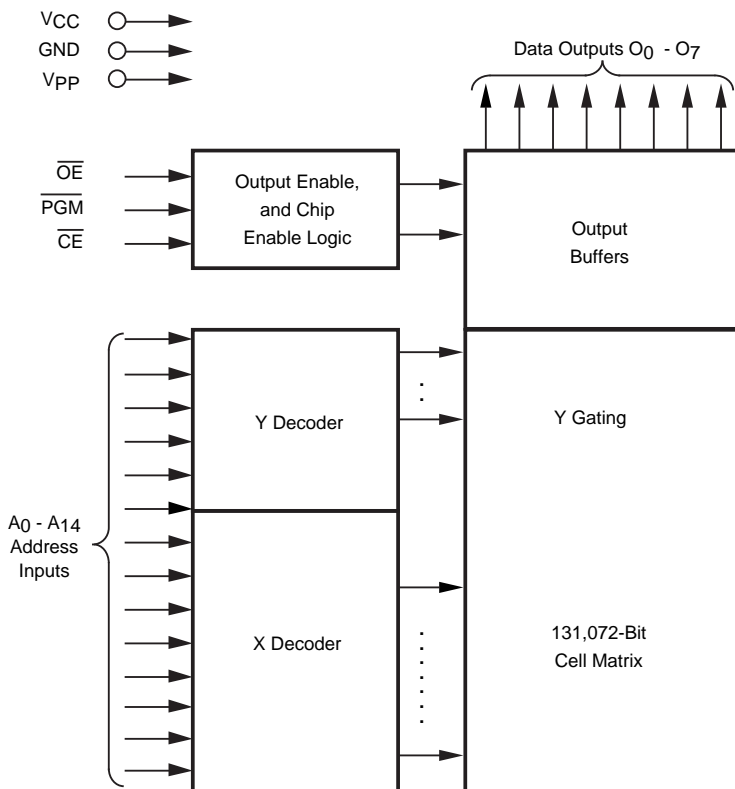 VCC
GND
VPP
Data Outputs O0 - O7
OE
PGM
CE
Output Enable,
and Chip
Enable Logic
Output
Buffers
Y Decoder
Y Gating
A0 - A14
Address
Inputs
X Decoder
131,072-Bit
Cell Matrix